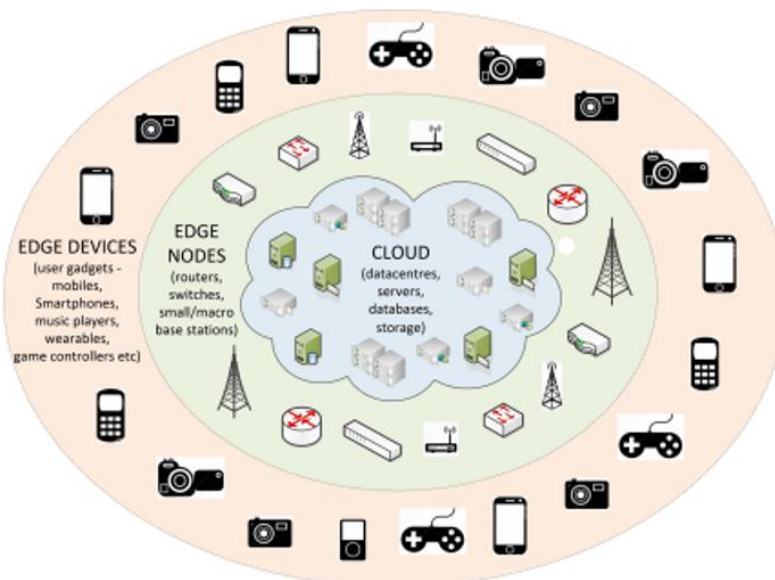 EDGE DEVICES
(user gadgets -
mobiles,
Smartphones,
music players,
wearables,
game controllers etc)
EDGE
NODES
(routers,
switches,
small/macro
base stations)
CLOUD
(datacentres,
servers,
databases,
storage)